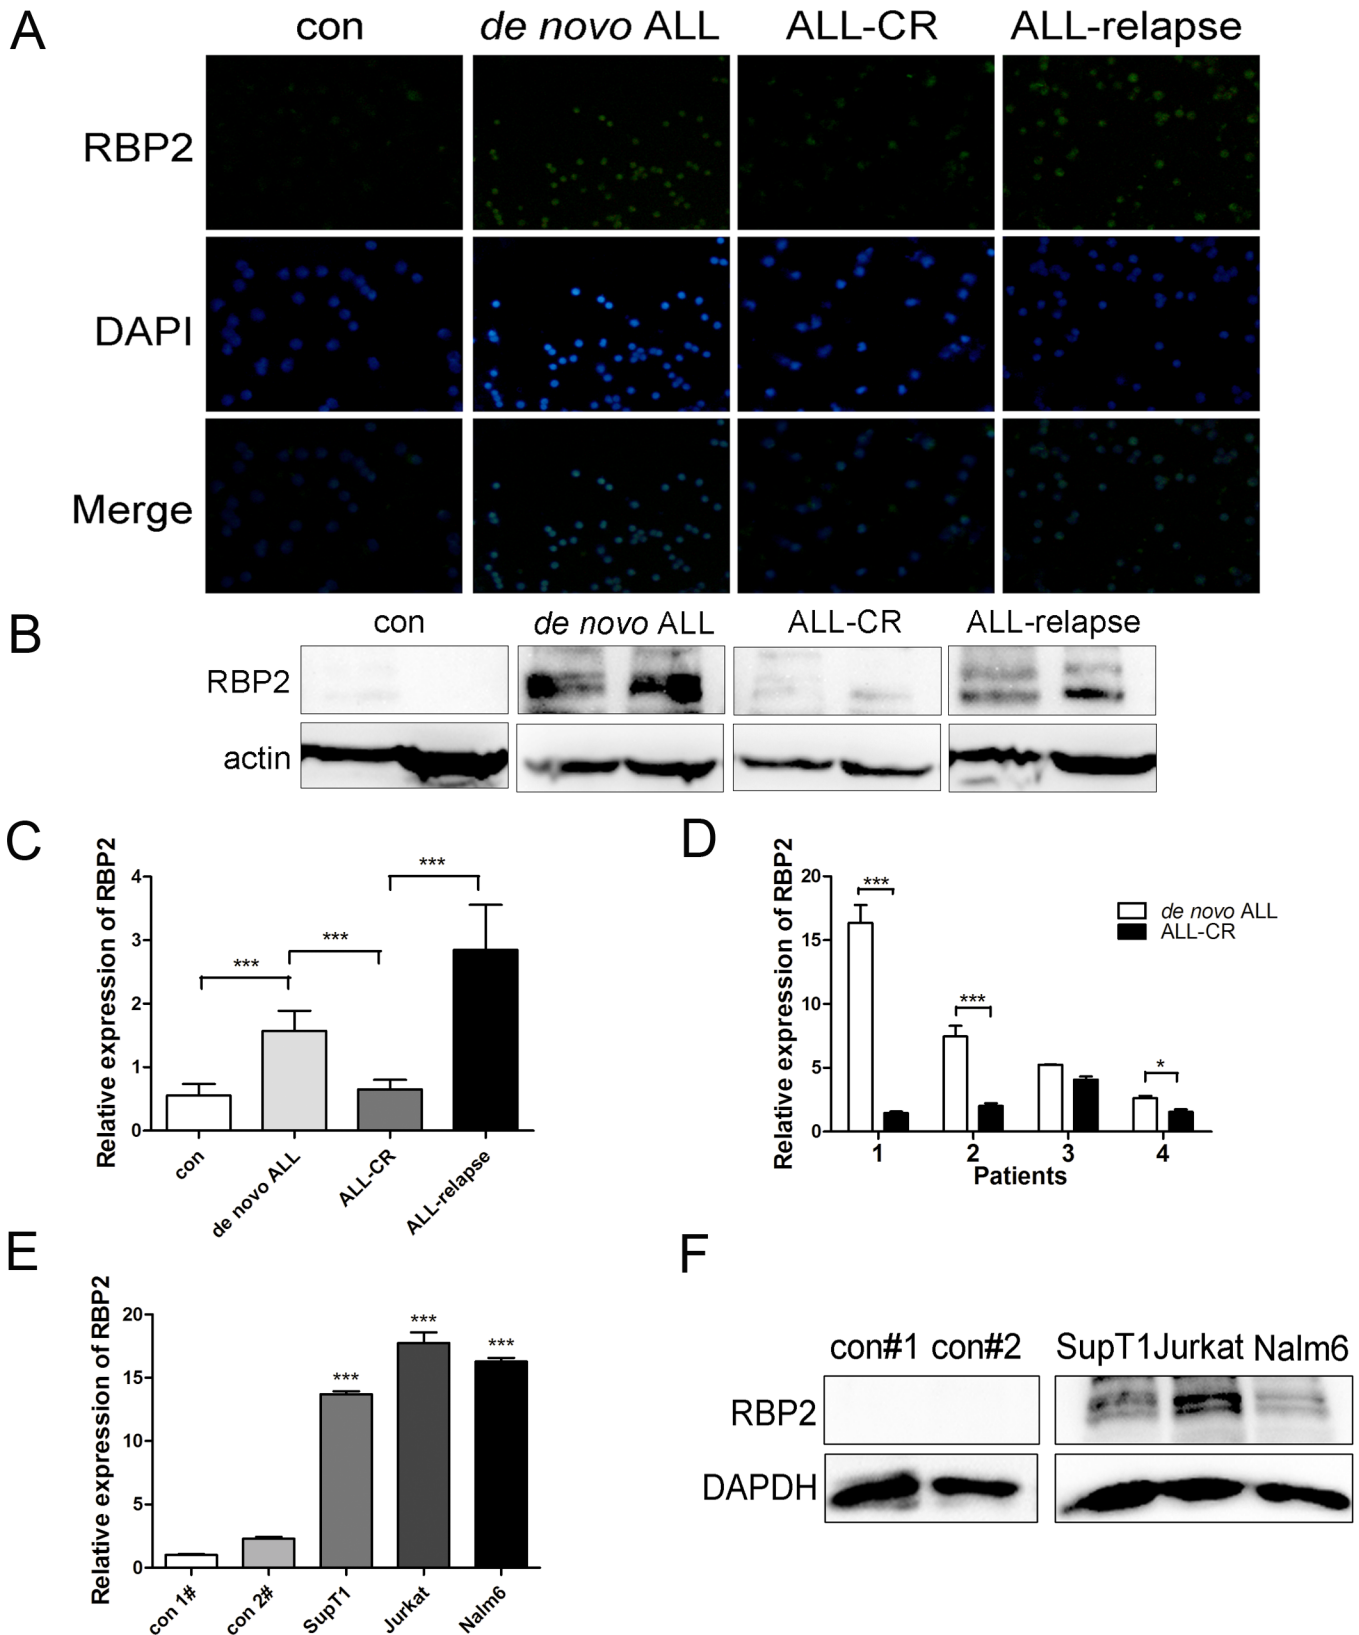 A
con
de novo ALL
ALL-CR
ALL-relapse
RBP2
DAPI
Merge
B
con
de novo ALL
ALL-CR
ALL-relapse
RBP2
actin
C
Relative expression of RBP2
4
3
2
1
0
***
***
***
con
de novo ALL
ALL-CR
ALL-relapse
D
Relative expression of RBP2
20
15
10
5
0
***
***
*
de novo ALL
ALL-CR
1
2
3
4
Patients
E
Relative expression of RBP2
20
15
10
5
0
***
***
***
con 1#
con 2#
SupT1
Jurkat
Nalm6
F
con#1
con#2
SupT1
Jurkat
Nalm6
RBP2
DAPDH